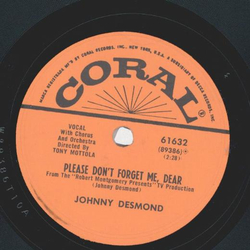 CORAL
VOCAL
With Chorus
And Orchestra
Directed By
TONY MOTTOLA
61632
(89386)
(2:28)
PLEASE DON'T FORGET ME, DEAR
From The "Robert Montgomery Presents" TV Production
(Johnny Desmond)
JOHNNY DESMOND